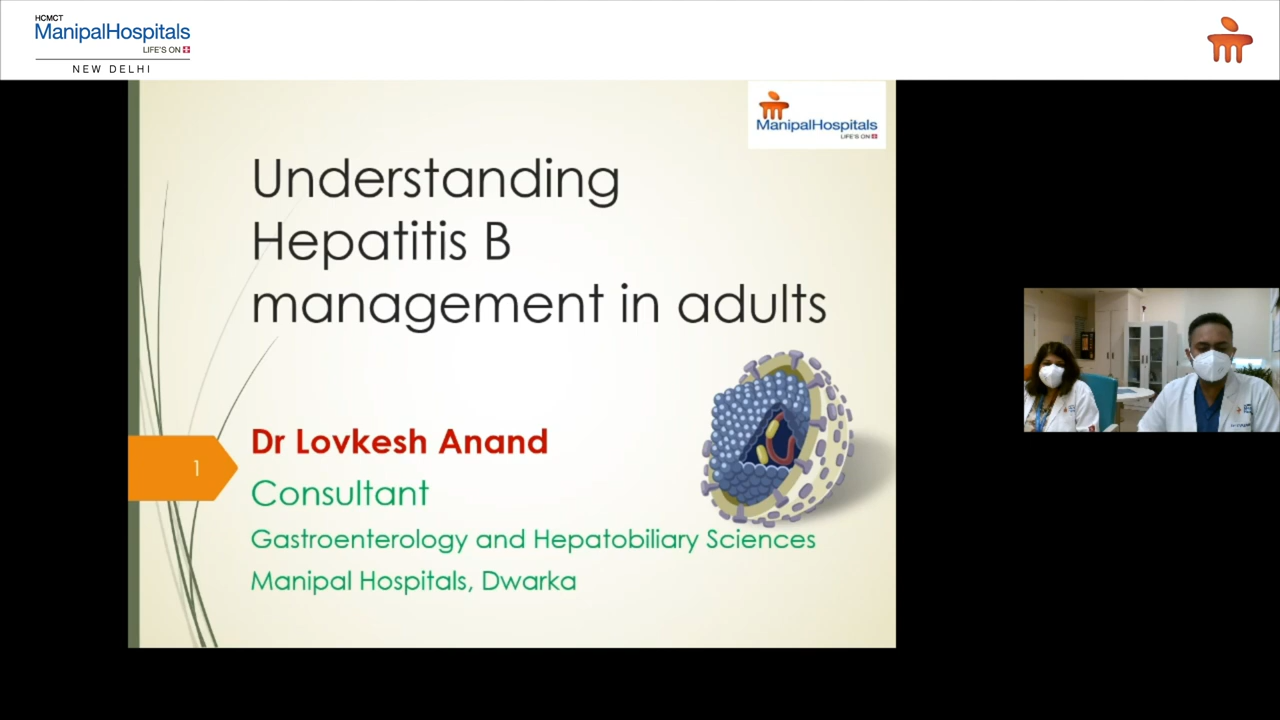 HCMCT
ManipalHospitals
LIFE'S ON
NEW DELHI
ManipalHospitals
LIFE'S ON
Understanding
Hepatitis B
management in adults
Dr Lovkesh Anand
1
Consultant
Gastroenterology and Hepatobiliary Sciences
Manipal Hospitals, Dwarka